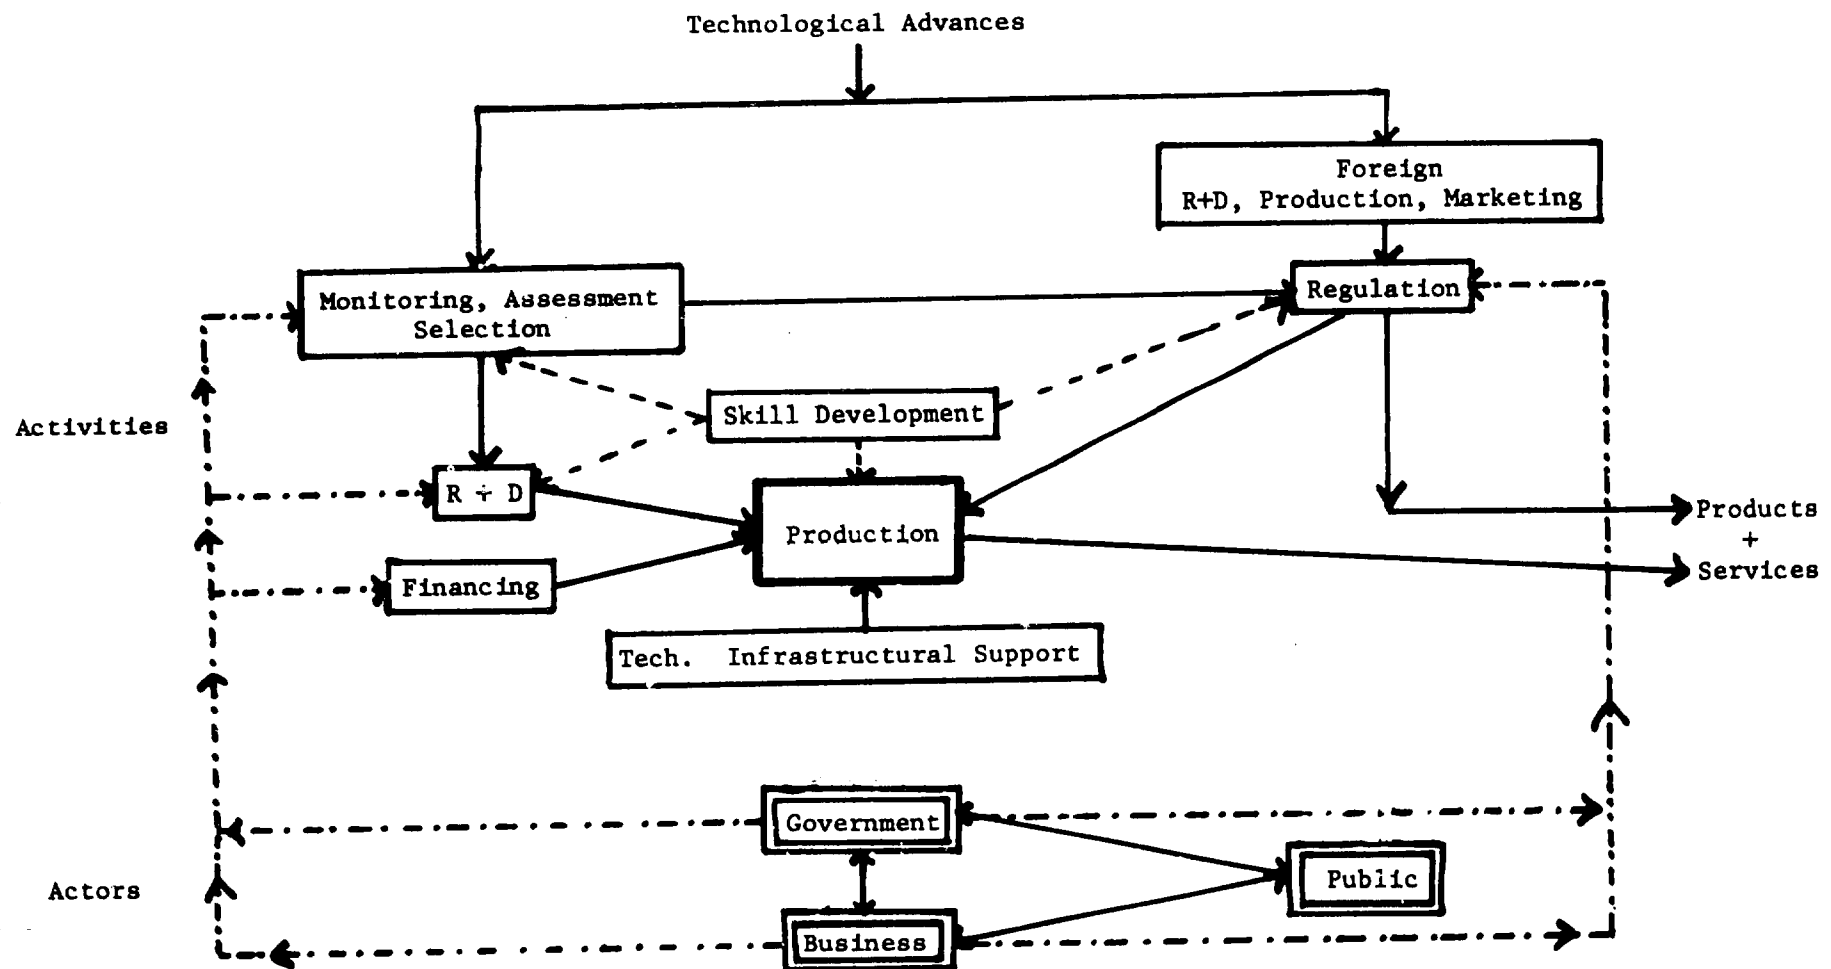 Technological Advances
Foreign
R+D, Production, Marketing
Monitoring, Assessment
Selection
Regulation
Skill Development
Activities
R + D
Production
Products
+
Services
Financing
Tech. Infrastructural Support
Government
Public
Actors
Business